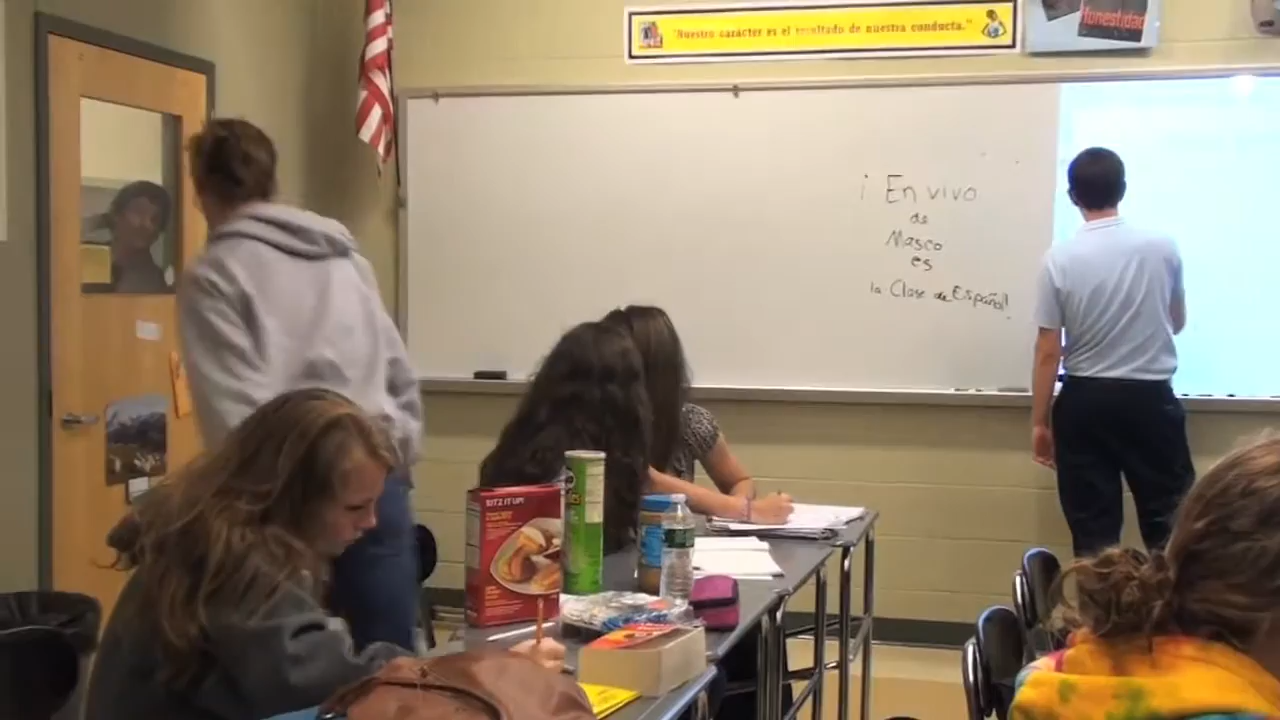 "Nuestro carácter es el resultado de nuestra conducta."
Honestidad
¡ En vivo
de
Masco
es
la Clase de Español!
RITZ IT UP!